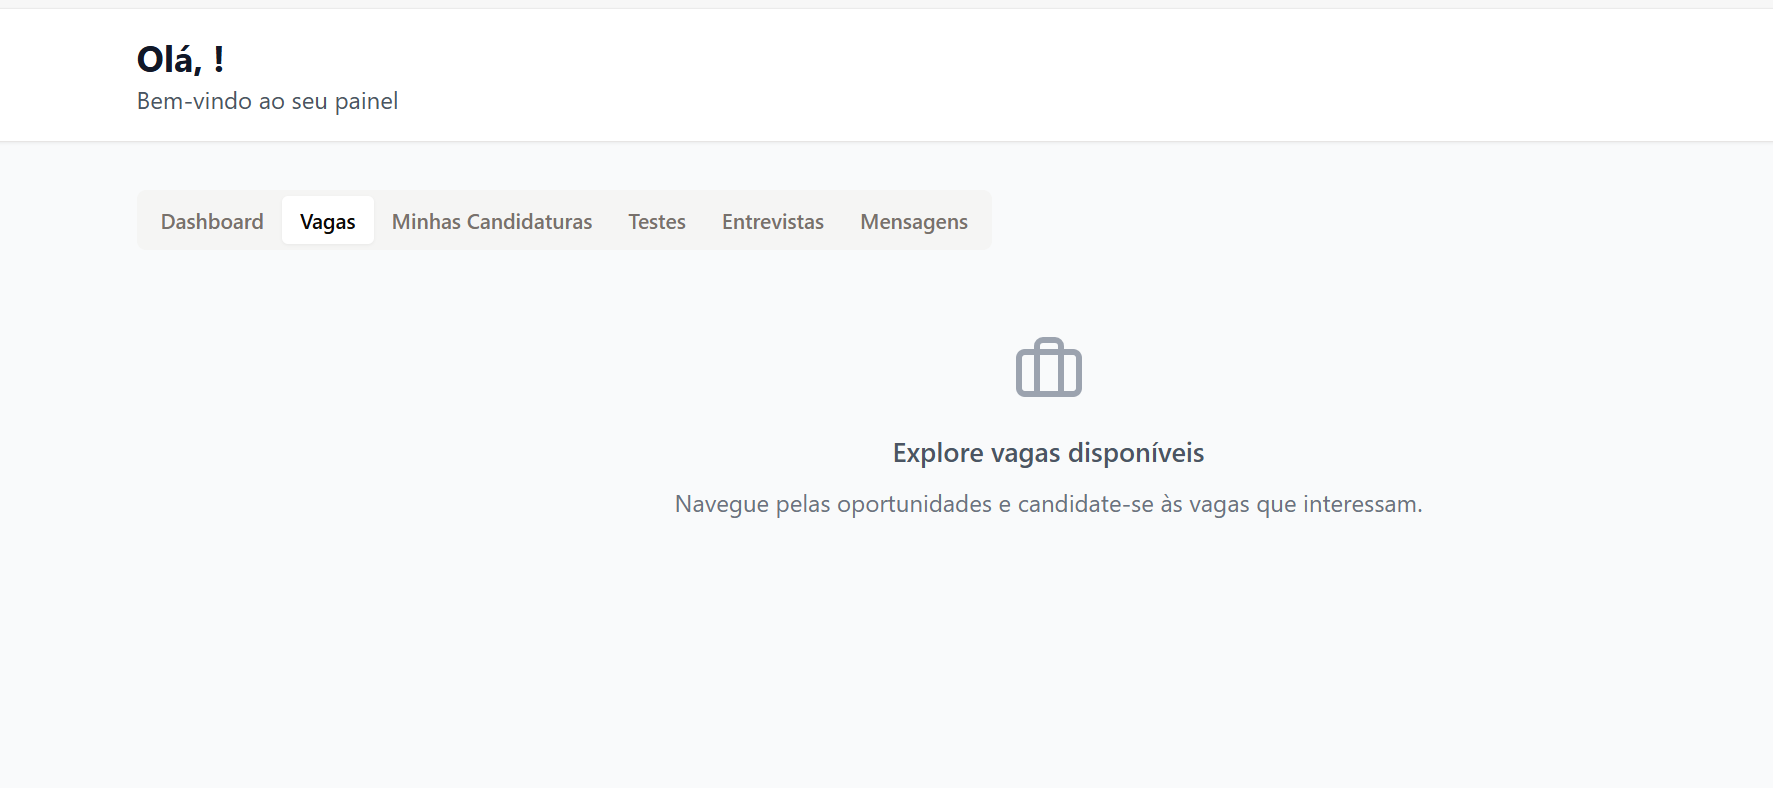 Olá, !
Bem-vindo ao seu painel
Dashboard Vagas Minhas Candidaturas Testes Entrevistas Mensagens
Explore vagas disponíveis
Navegue pelas oportunidades e candidate-se às vagas que interessam.